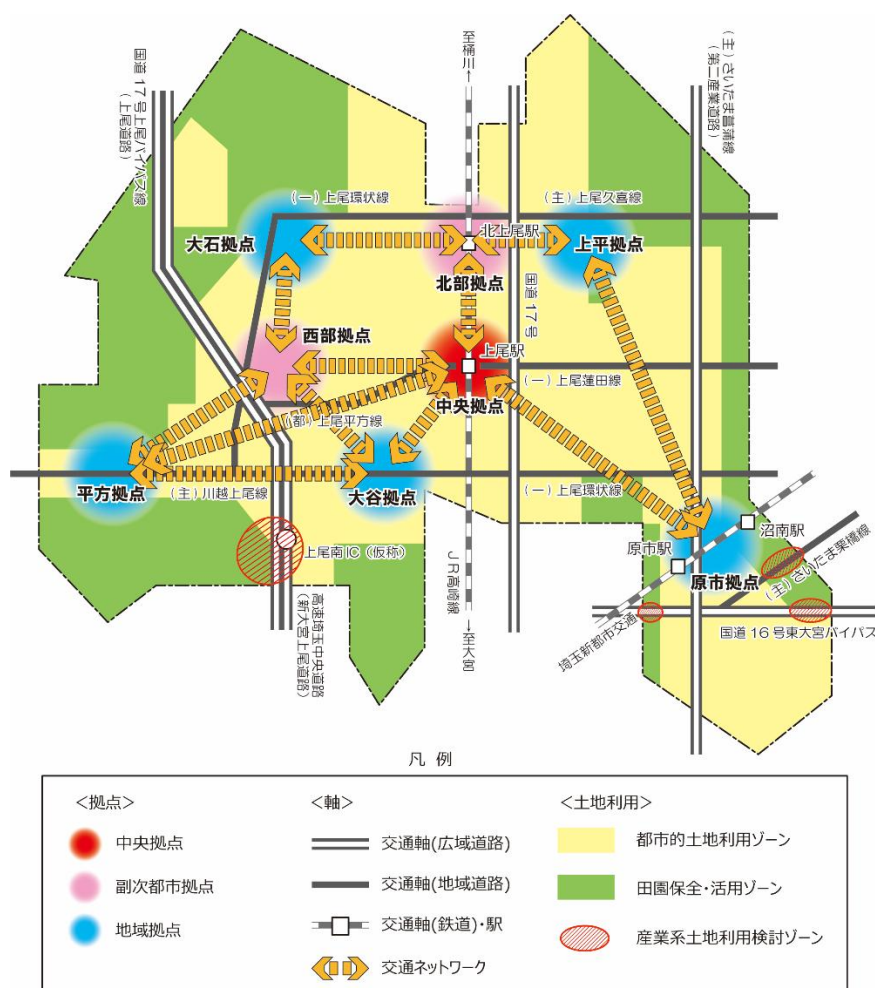 至桶川←
(主)さいたま菖蒲線
(第二産業道路)
国道17号上尾バイパス線
(上尾道路)
(一)上尾環状線
(主)上尾久喜線
大石拠点
北上尾駅
上平拠点
北部拠点
国道17号
西部拠点
上尾駅
(一)上尾蓮田線
中央拠点
(都)上尾平方線
平方拠点
(主)川越上尾線
大谷拠点
(一)上尾環状線
沼南駅
原市駅
上尾南IC(仮称)
原市拠点
(主)さいたま栗橋線
JR高崎線
→至大宮
高速埼玉中央道路
(新大宮上尾道路)
埼玉新都市交通
国道16号東大宮バイパス
凡例
<拠点>
<軸>
<土地利用>
中央拠点
交通軸(広域道路)
都市的土地利用ゾーン
副次都市拠点
交通軸(地域道路)
田園保全・活用ゾーン
地域拠点
交通軸(鉄道)・駅
産業系土地利用検討ゾーン
交通ネットワーク